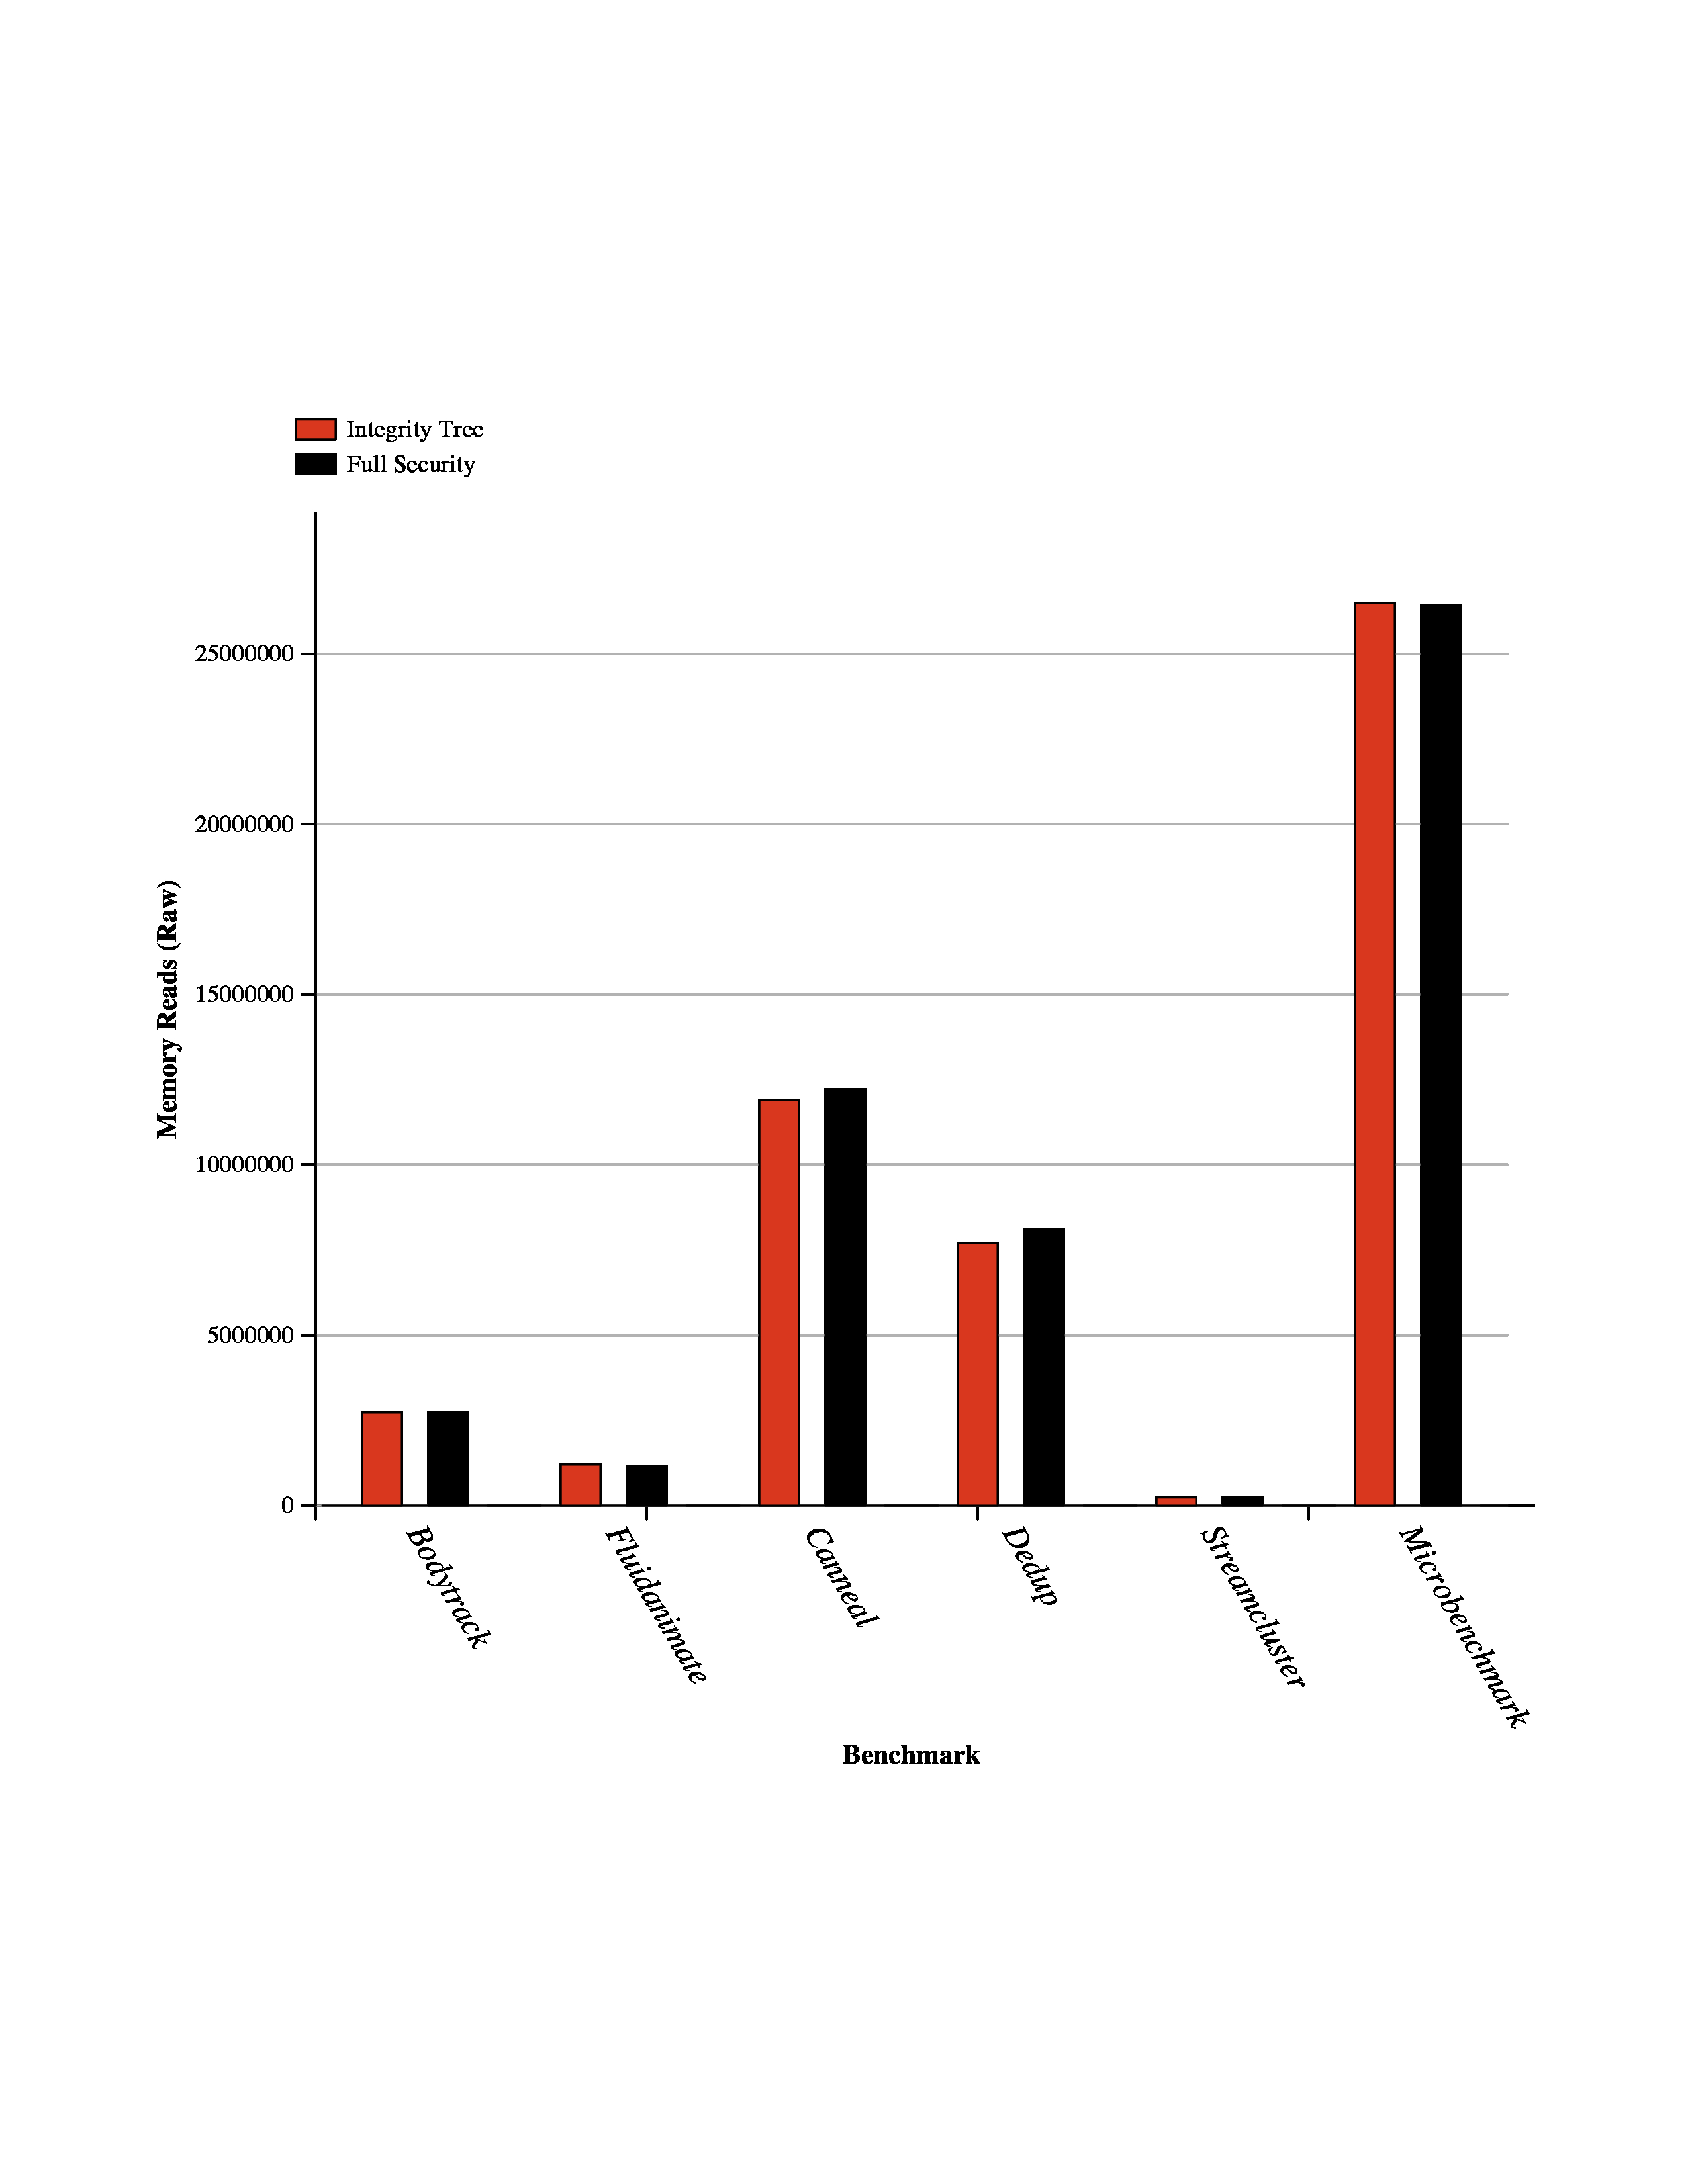 Integrity Tree
Full Security
Memory Reads (Raw)
25000000
20000000
15000000
10000000
5000000
0
Bodytrack
Fluidanimate
Canneal
Dedup
Streamcluster
Microbenchmark
Benchmark